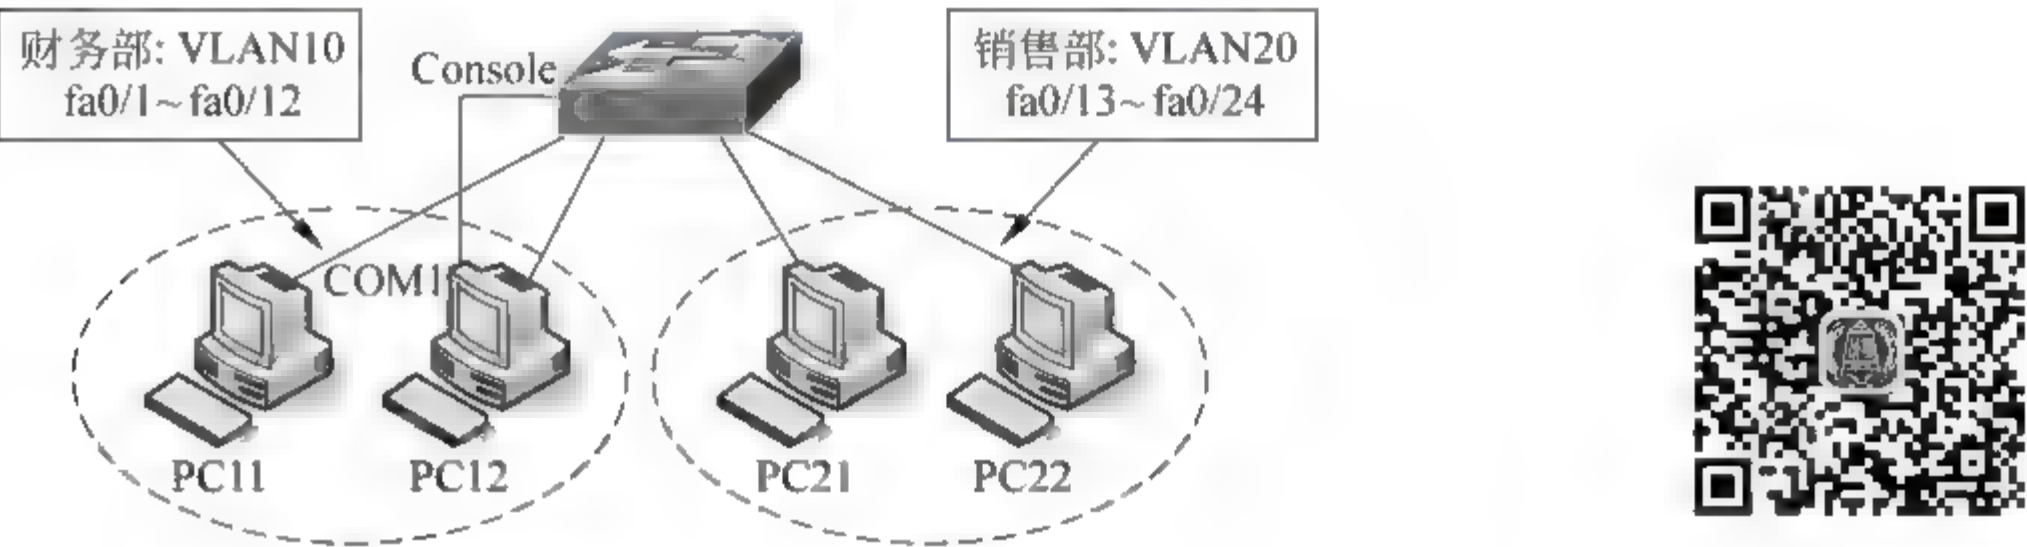 财务部: VLAN10
fa0/1~fa0/12
Console
销售部: VLAN20
fa0/13~fa0/24
COM1
PC11
PC12
PC21
PC22